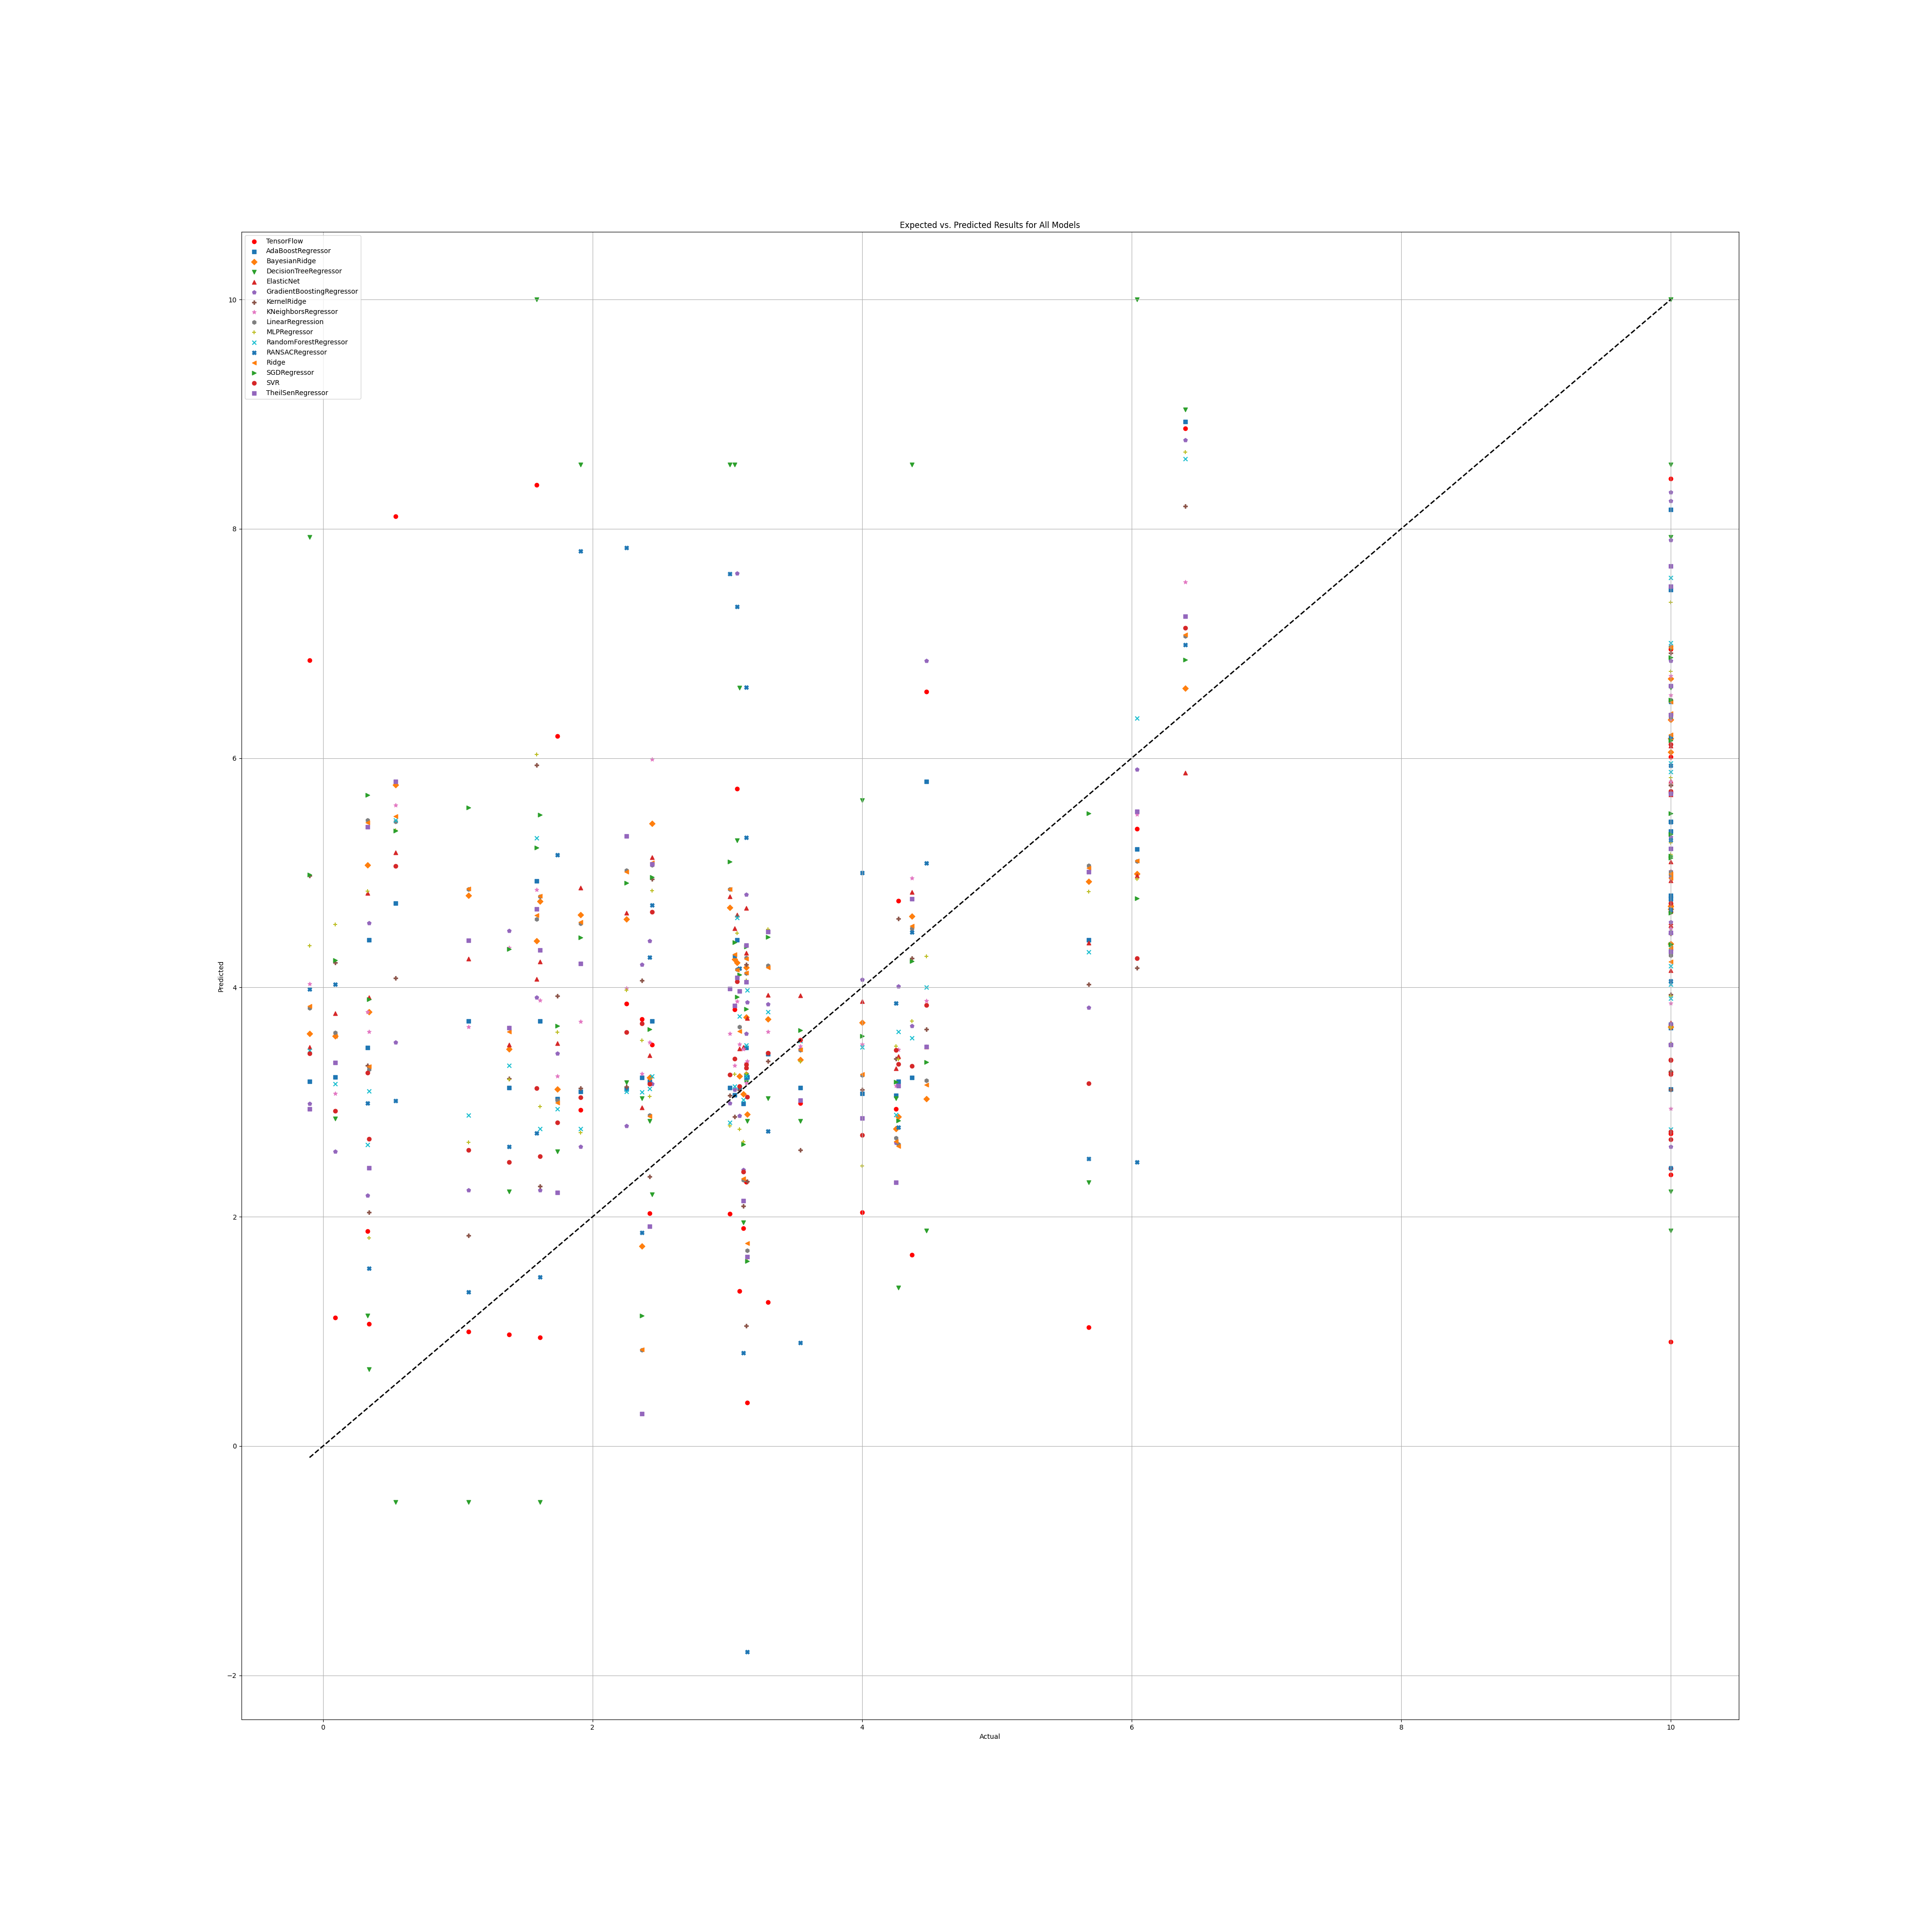 Expected vs. Predicted Results for All Models
TensorFlow
AdaBoostRegressor
BayesianRidge
DecisionTreeRegressor
ElasticNet
GradientBoostingRegressor
KernelRidge
KNeighborsRegressor
LinearRegression
MLPRegressor
RandomForestRegressor
RANSACRegressor
Ridge
SGDRegressor
SVR
TheilSenRegressor
10
8
6
4
2
0
−2
Predicted
0 2 4 6 8 10
Actual